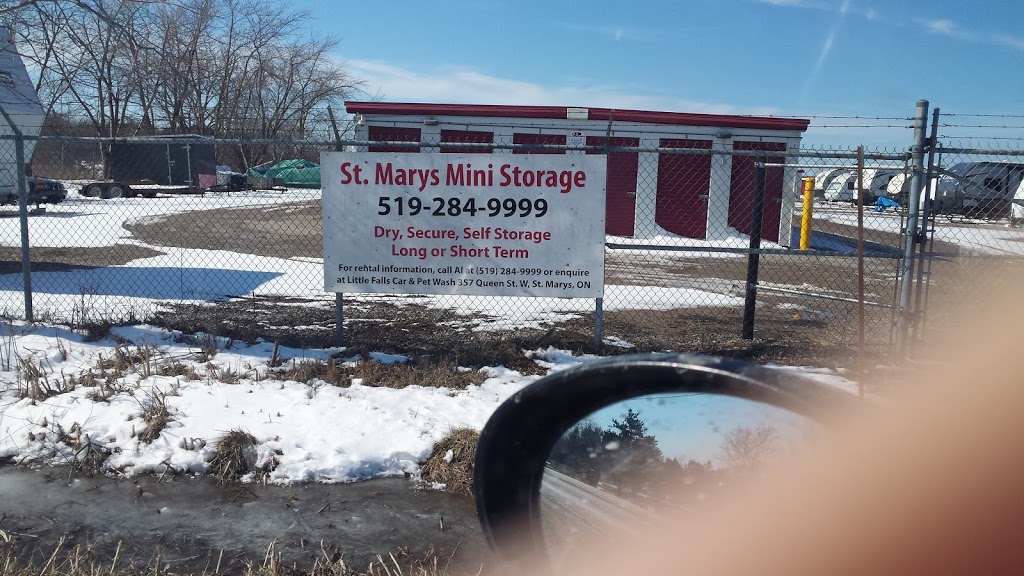 St. Marys Mini Storage
519-284-9999
Dry, Secure, Self Storage
Long or Short Term
For rental information, call Al at (519) 284-9999 or enquire
at Little Falls Car & Pet Wash 357 Queen St. W, St. Marys, ON